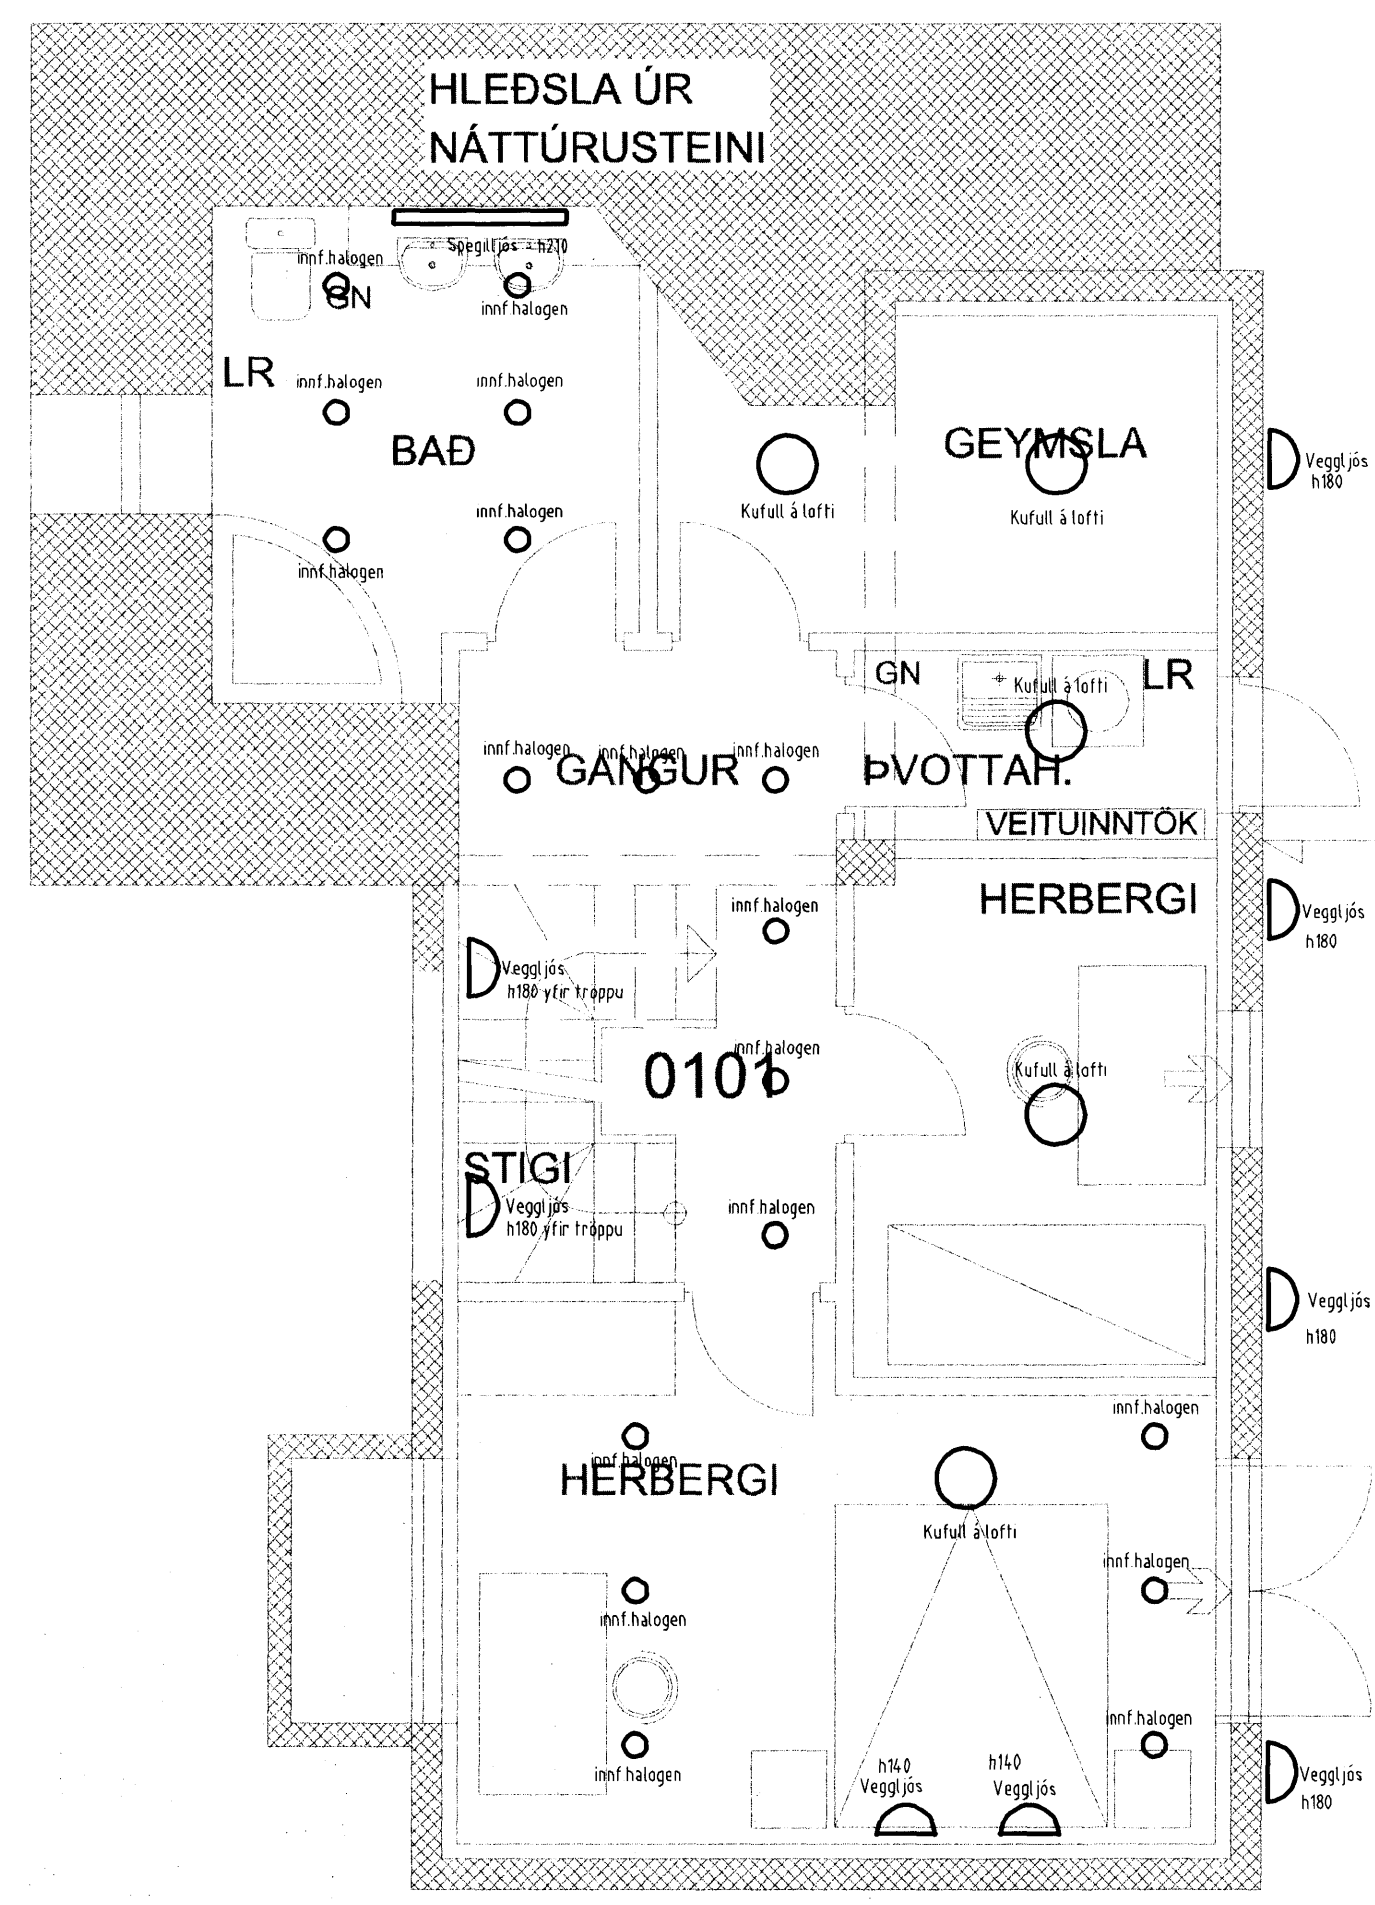 HLEÐSLA ÚR
NÁTTÚRUSTEINI
Spegilljós - h210
innf.halogen
GN
innf.halogen
LR
innf.halogen
innf.halogen
BAÐ
GEYMSLA
Veggljós
h180
Kufull á lofti
Kufull á lofti
innf.halogen
innf.halogen
GN
Kufull á lofti
LR
innf.halogen
innf.halogen
innf.halogen
GANGUR
ÞVOTTAH.
VEITUINNTÖK
HERBERGI
innf.halogen
Veggljós
h180
Veggljós
h180 yfir tröppu
innf.halogen
0101
Kufull á lofti
STIGI
Veggljós
h180 yfir tröppu
innf.halogen
Veggljós
h180
innf.halogen
innf.halogen
HERBERGI
Kufull á lofti
innf.halogen
innf.halogen
innf.halogen
innf.halogen
h140
Veggljós
h140
Veggljós
Veggljós
h180